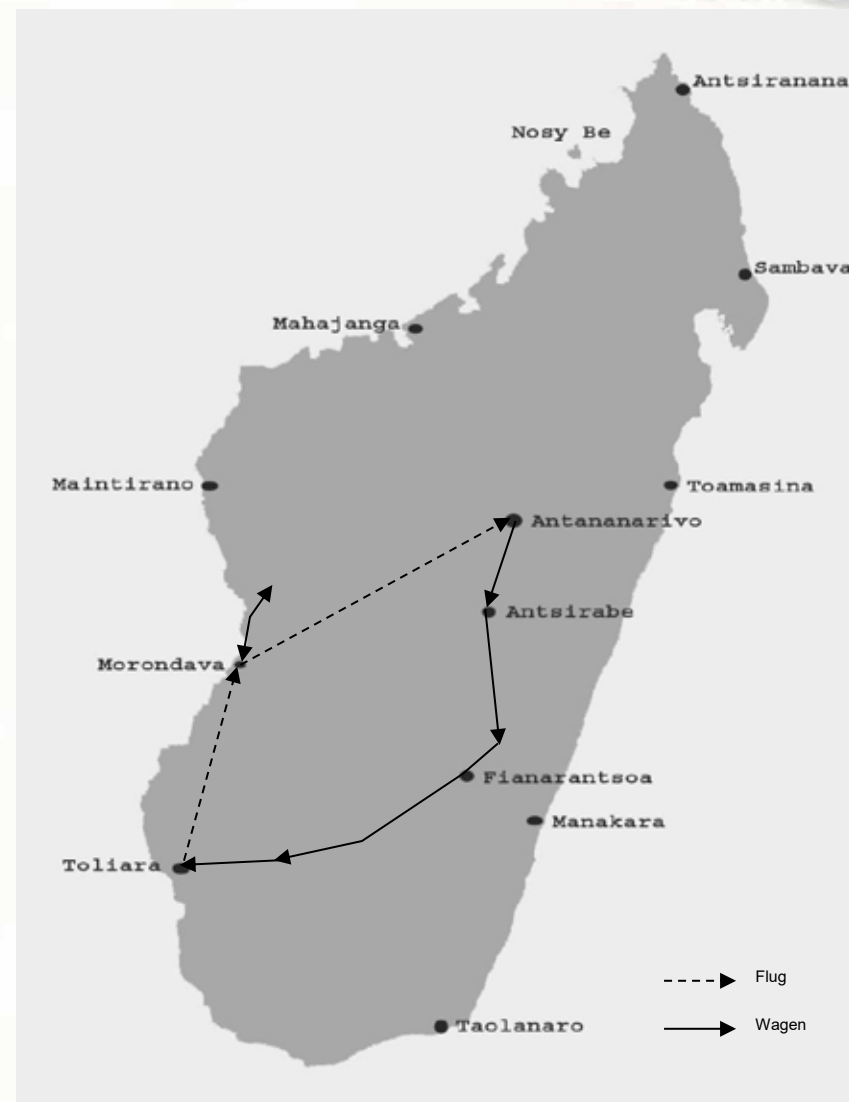 Antsiranana
Nosy Be
Sambava
Mahajanga
Maintirano
Toamasina
Antananarivo
Antsirabe
Morondava
Fianarantsoa
Manakara
Toliara
Flug
Taolanaro
Wagen